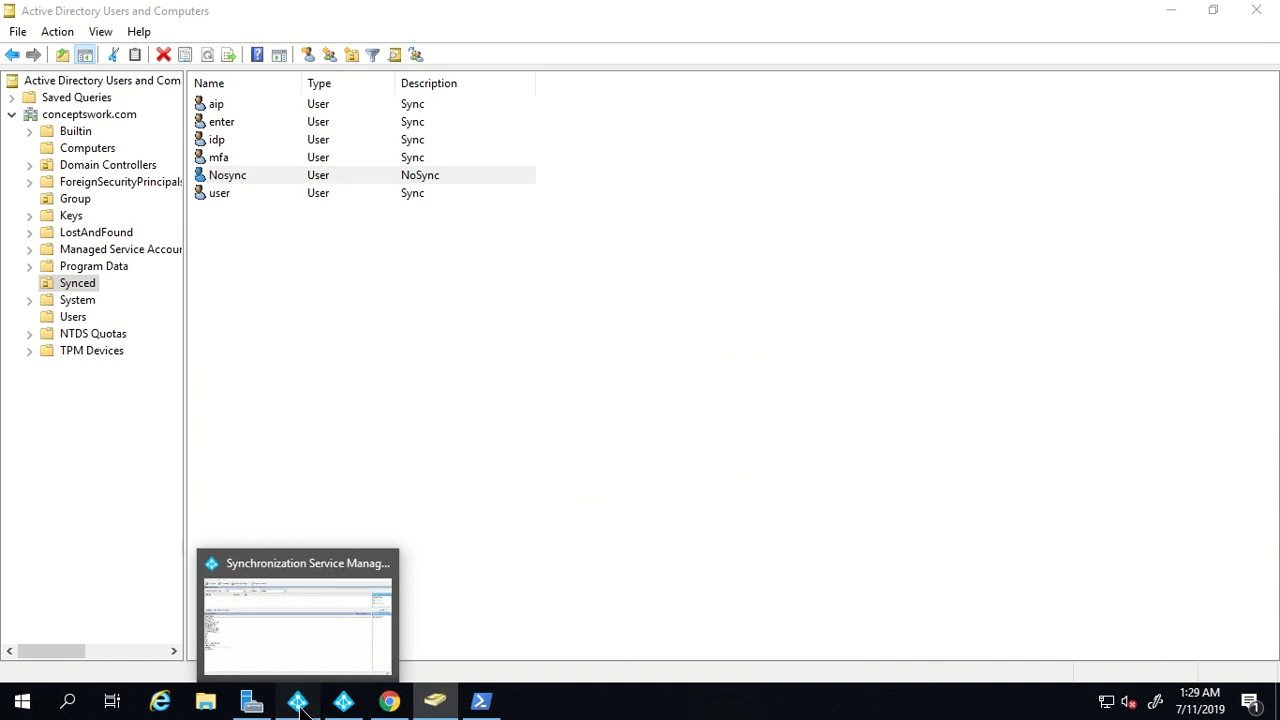 Active Directory Users and Computers
File Action View Help
Active Directory Users and Com
Saved Queries
conceptswork.com
Builtin
Computers
Domain Controllers
ForeignSecurityPrincipals
Group
Keys
LostAndFound
Managed Service Accour
Program Data
Synced
System
Users
NTDS Quotas
TPM Devices
Name Type Description
aip User Sync
enter User Sync
idp User Sync
mfa User Sync
Nosync User NoSync
user User Sync
Synchronization Service Manag...
1:29 AM
7/11/2019
1